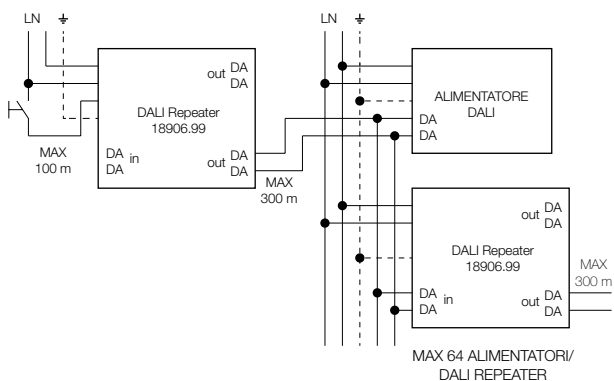 LN
out DA
DA
DALI Repeater
18906.99
DA in
DA
out DA
DA
MAX
100 m
MAX
300 m
LN
ALIMENTATORE
DALI
DA
DA
out DA
DA
DALI Repeater
18906.99
DA in
DA
out DA
DA
MAX
300 m
MAX 64 ALIMENTATORI/
DALI REPEATER